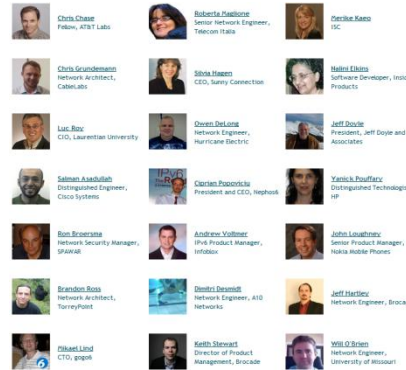 Chris Chase
Fellow, AT&T Labs
Roberta Maglione
Senior Network Engineer,
Telecom Italia
Merike Kaeo
ISC
Chris Grundemann
Network Architect,
CableLabs
Silvia Hagen
CEO, Sunny Connection
Nalini Elkins
Software Developer, Insid
Products
Luc Roy
CIO, Laurentian University
Owen DeLong
Network Engineer,
Hurricane Electric
Jeff Doyle
President, Jeff Doyle and
Associates
Salman Asadullah
Distinguished Engineer,
Cisco Systems
Ciprian Popoviciu
President and CEO, Nephos6
Yanick Pouffary
Distinguished Technologis
HP
Ron Broersma
Network Security Manager,
SPAWAR
Andrew Voltmer
IPv6 Product Manager,
Infoblox
John Loughney
Senior Product Manager,
Nokia Mobile Phones
Brandon Ross
Network Architect,
TorreyPoint
Dimitri Desmidt
Network Engineer, A10
Networks
Jeff Hartley
Network Engineer, Broca
Mikael Lind
CTO, gogo6
Keith Stewart
Director of Product
Management, Brocade
Will O'Brien
Network Engineer,
University of Missouri